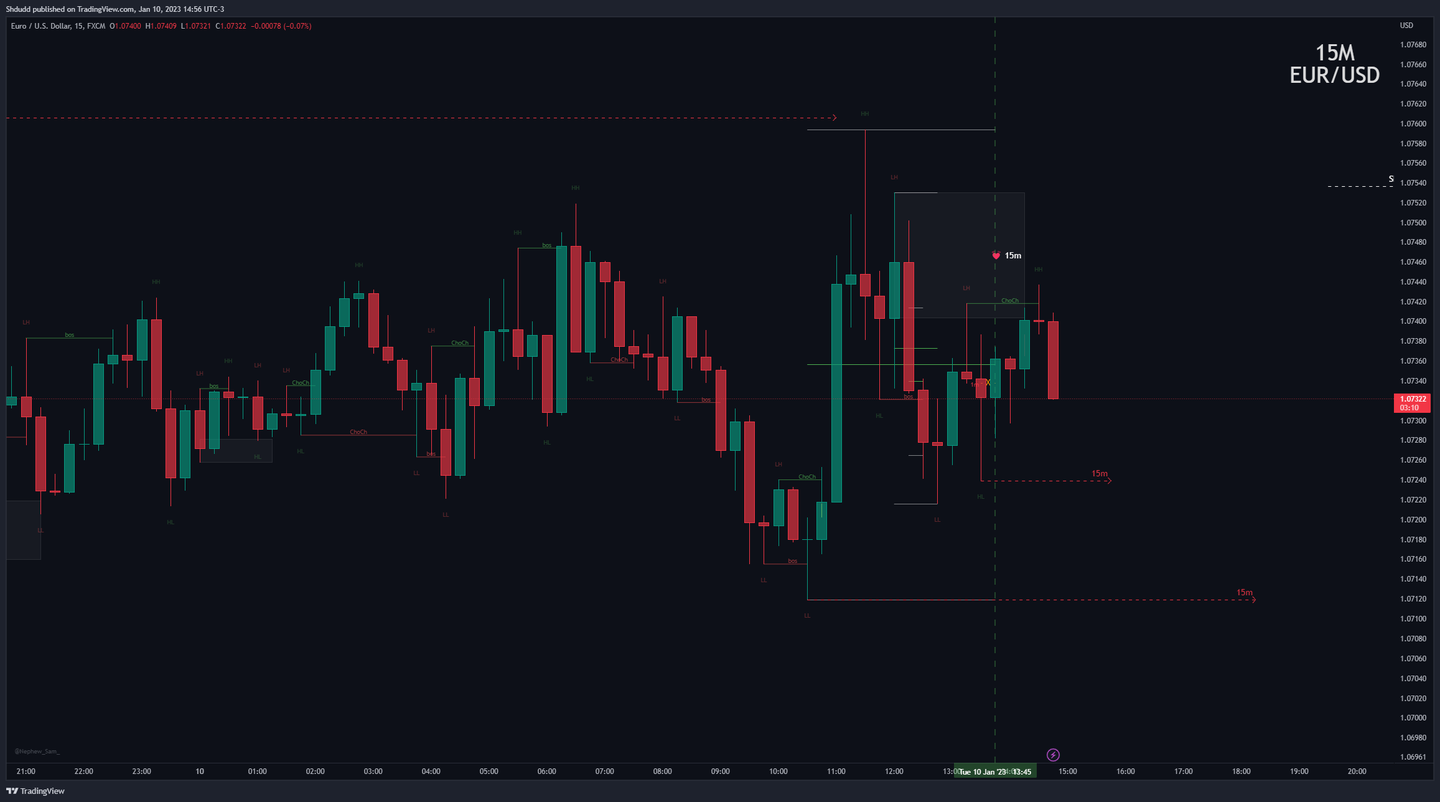 Shdudd published on TradingView.com, Jan 10, 2023 14:56 UTC-3
Euro / U.S. Dollar, 15, FXCM O1.07400 H1.07409 L1.07321 C1.07322 −0.00078 (−0.07%)
USD
15M
EUR/USD
1.07680
1.07660
1.07640
1.07620
1.07600
1.07580
1.07560
1.07540
1.07520
1.07500
1.07480
1.07460
1.07440
1.07420
1.07400
1.07380
1.07360
1.07340
1.07322
03:10
1.07300
1.07280
1.07260
1.07240
1.07220
1.07200
1.07180
1.07160
1.07140
1.07120
1.07100
1.07080
1.07060
1.07040
1.07020
1.07000
1.06980
1.06961
S
HH
LH
HH
HH
15m
HH
HH
LH
LH
HH
LH
bos
bos
ChoCh
LH
ChoCh
HH
LH
LH
LH
LH
ChoCh
bos
ChoCh
HL
bos
bos
X
HL
LL
HL
ChoCh
HL
bos
HL
LL
LH
ChoCh
15m
HL
LL
HL
LL
LL
bos
LL
15m
LL
@Nephew_Sam_
21:00 22:00 23:00 10 01:00 02:00 03:00 04:00 05:00 06:00 07:00 08:00 09:00 10:00 11:00 12:00 Tue 10 Jan '23 13:45 15:00 16:00 17:00 18:00 19:00 20:00
TradingView